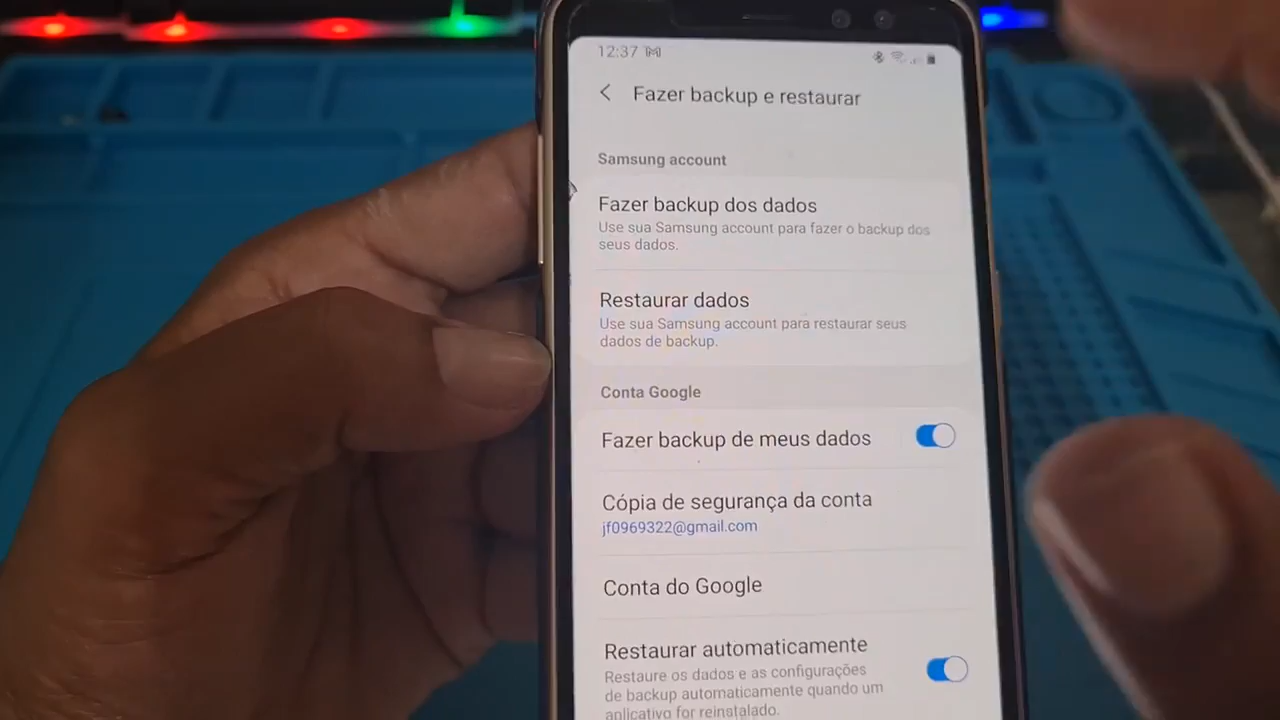 12:37
Fazer backup e restaurar
Samsung account
Fazer backup dos dados
Use sua Samsung account para fazer o backup dos
seus dados.
Restaurar dados
Use sua Samsung account para restaurar seus
dados de backup.
Conta Google
Fazer backup de meus dados
Cópia de segurança da conta
jf0969322@gmail.com
Conta do Google
Restaurar automaticamente
Restaure os dados e as configurações
de backup automaticamente quando um
aplicativo for reinstalado.